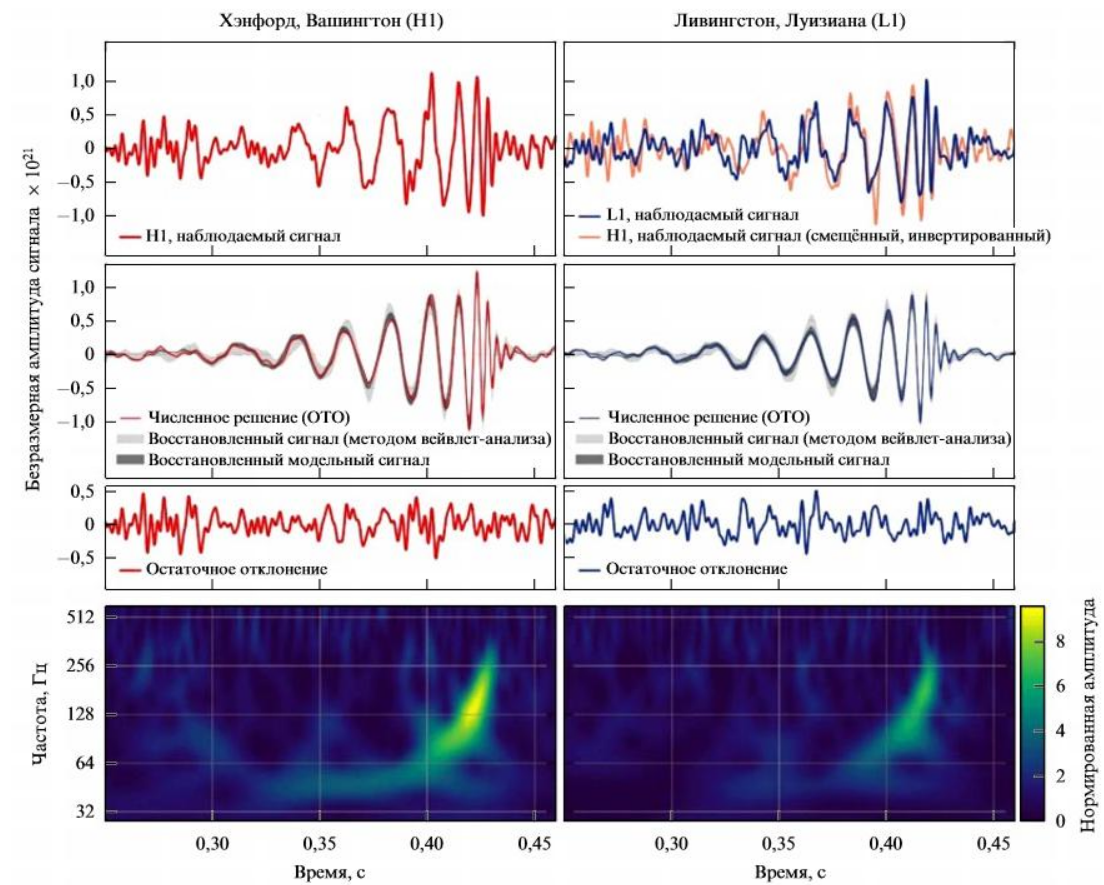 Хэнфорд, Вашингтон (H1)
Ливингстон, Луизиана (L1)
Безразмерная амплитуда сигнала × 10²¹
1,0
0,5
0
−0,5
−1,0
H1, наблюдаемый сигнал
L1, наблюдаемый сигнал
H1, наблюдаемый сигнал (смещённый, инвертированный)
1,0
0,5
0
−0,5
−1,0
Численное решение (ОТО)
Восстановленный сигнал (методом вейвлет-анализа)
Восстановленный модельный сигнал
Численное решение (ОТО)
Восстановленный сигнал (методом вейвлет-анализа)
Восстановленный модельный сигнал
0,5
0
−0,5
Остаточное отклонение
Остаточное отклонение
Частота, Гц
512
256
128
64
32
0,30
0,35
0,40
0,45
0,30
0,35
0,40
0,45
Время, с
Время, с
8
6
4
2
0
Нормированная амплитуда